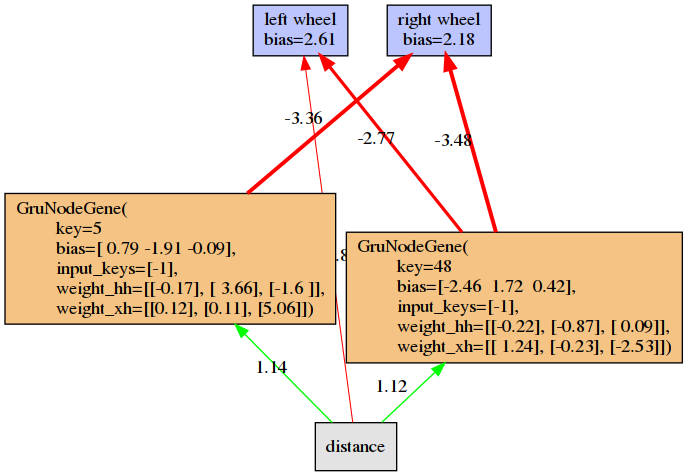 left wheel
bias=2.61
right wheel
bias=2.18
-3.36
-2.77
-3.48
GruNodeGene(
key=5
bias=[ 0.79 -1.91 -0.09],
input_keys=[-1],
weight_hh=[[-0.17], [ 3.66], [-1.6 ]],
weight_xh=[[0.12], [0.11], [5.06]])
GruNodeGene(
key=48
bias=[-2.46  1.72  0.42],
input_keys=[-1],
weight_hh=[[-0.22], [-0.87], [ 0.09]],
weight_xh=[[ 1.24], [-0.23], [-2.53]])
1.14
1.12
distance